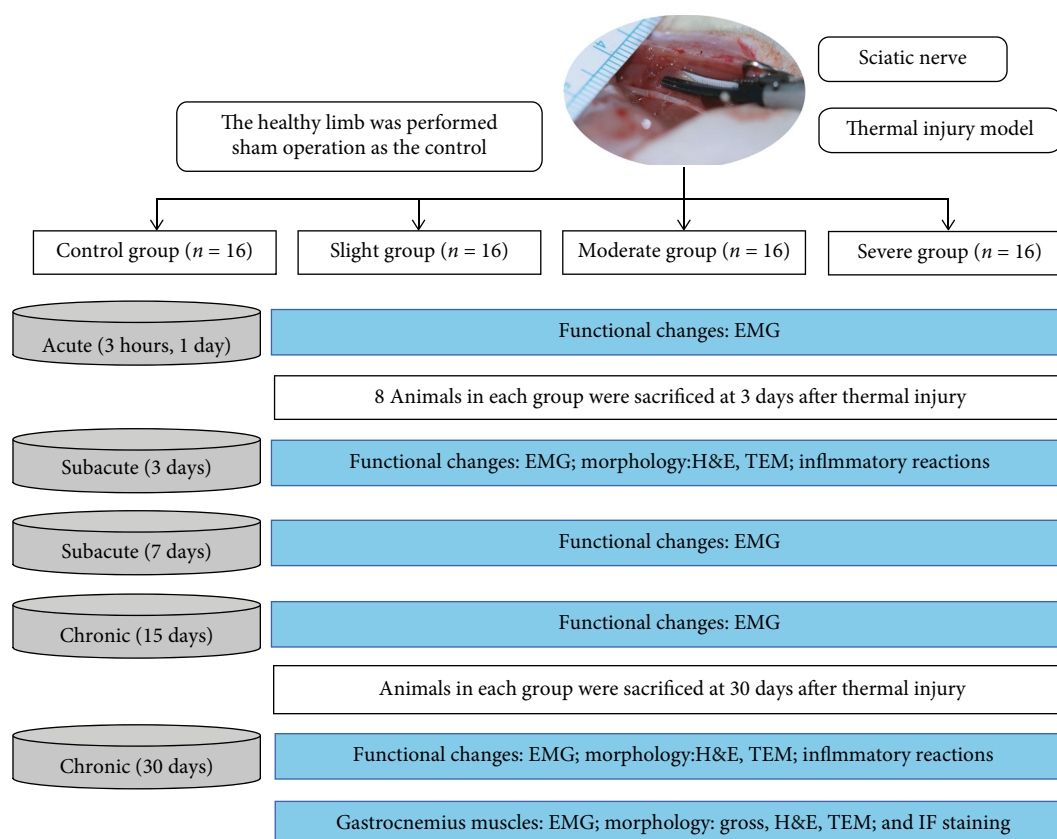 Sciatic nerve
The healthy limb was performed
sham operation as the control
Thermal injury model
Control group (n = 16)
Slight group (n = 16)
Moderate group (n = 16)
Severe group (n = 16)
Acute (3 hours, 1 day)
Functional changes: EMG
8 Animals in each group were sacrificed at 3 days after thermal injury
Subacute (3 days)
Functional changes: EMG; morphology:H&E, TEM; inflmmatory reactions
Subacute (7 days)
Functional changes: EMG
Chronic (15 days)
Functional changes: EMG
Animals in each group were sacrificed at 30 days after thermal injury
Chronic (30 days)
Functional changes: EMG; morphology:H&E, TEM; inflmmatory reactions
Gastrocnemius muscles: EMG; morphology: gross, H&E, TEM; and IF staining